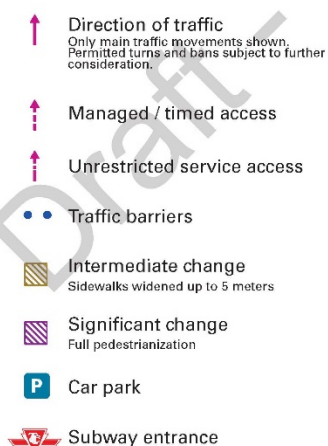 Direction of traffic
Only main traffic movements shown.
Permitted turns and bans subject to further
consideration.
Managed / timed access
Unrestricted service access
Traffic barriers
Intermediate change
Sidewalks widened up to 5 meters
Significant change
Full pedestrianization
P Car park
Subway entrance
Draft -